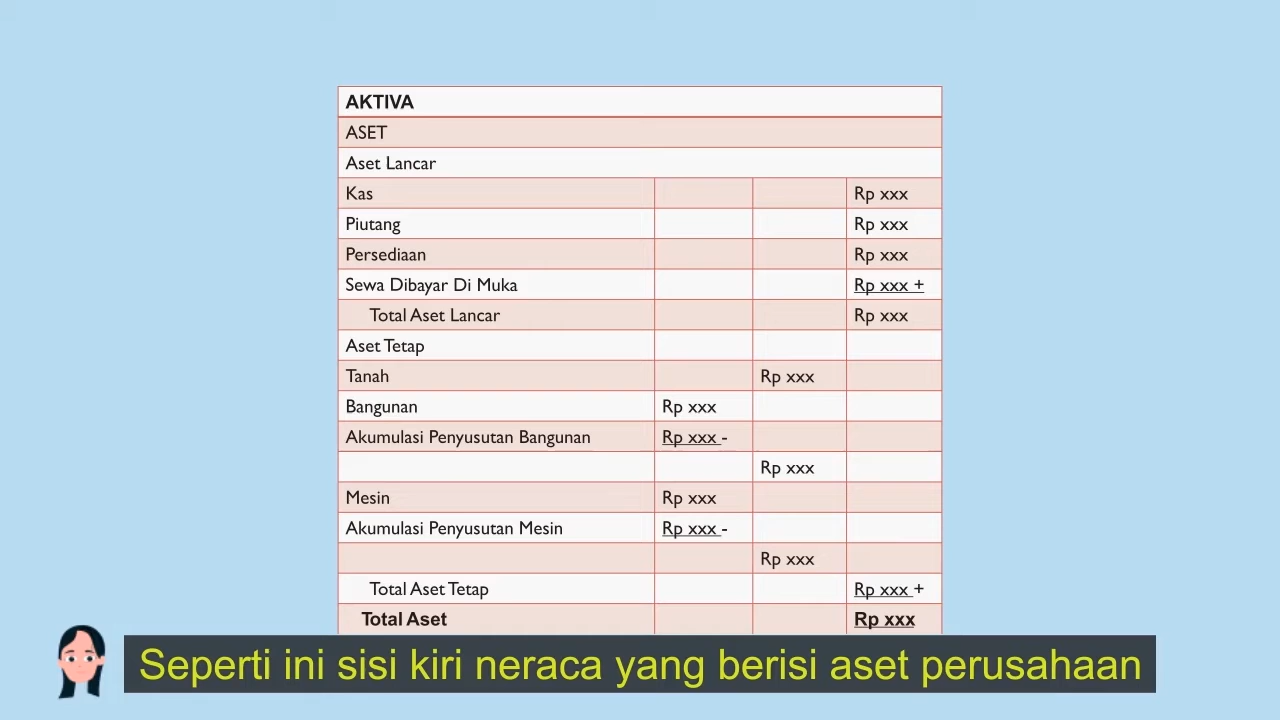 AKTIVA
ASET
Aset Lancar
Kas Rp xxx
Piutang Rp xxx
Persediaan Rp xxx
Sewa Dibayar Di Muka Rp xxx +
Total Aset Lancar Rp xxx
Aset Tetap
Tanah Rp xxx
Bangunan Rp xxx
Akumulasi Penyusutan Bangunan Rp xxx -
Rp xxx
Mesin Rp xxx
Akumulasi Penyusutan Mesin Rp xxx -
Rp xxx
Total Aset Tetap Rp xxx +
Total Aset Rp xxx
Seperti ini sisi kiri neraca yang berisi aset perusahaan